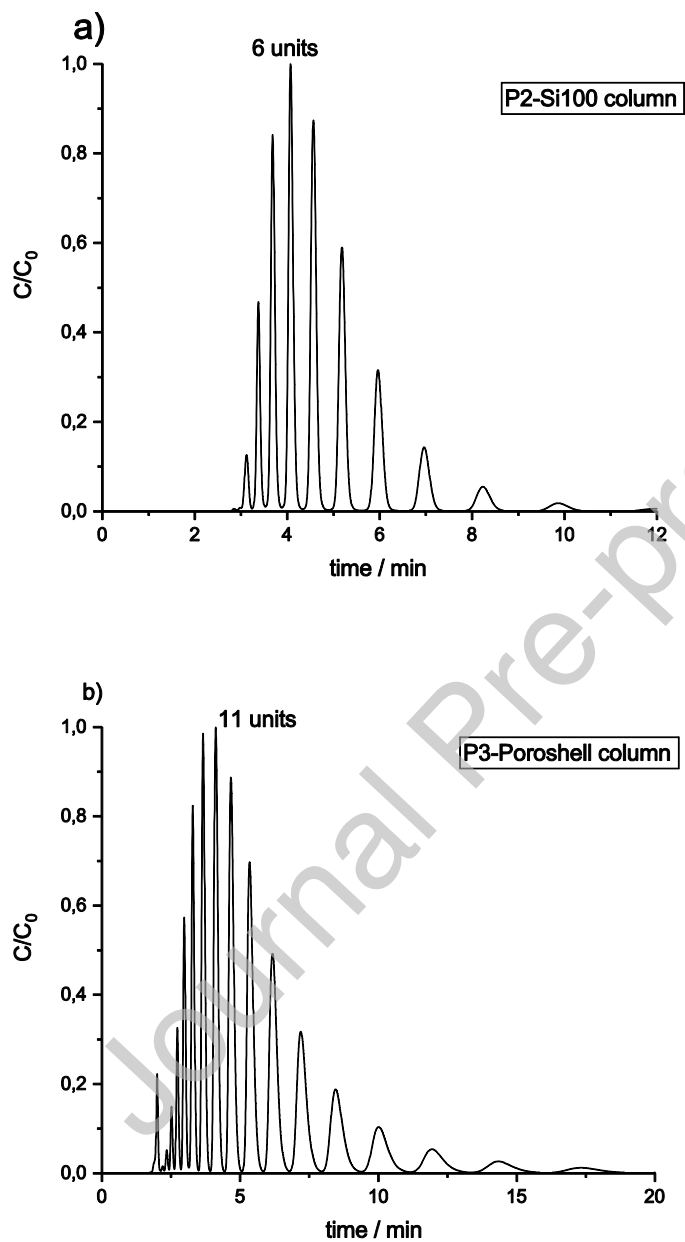 a)
6 units
P2-Si100 column
1,0
0,8
0,6
0,4
0,2
0,0
C/C₀
0 2 4 6 8 10 12
time / min
b)
11 units
P3-Poroshell column
1,0
0,8
0,6
0,4
0,2
0,0
C/C₀
0 5 10 15 20
time / min
Journal Pre-pr